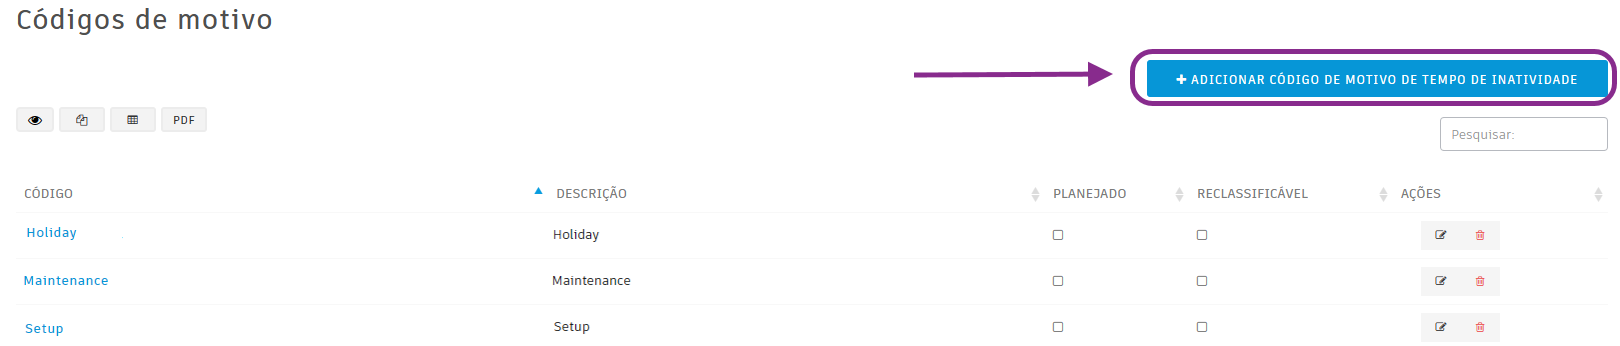 Códigos de motivo
ADICIONAR CÓDIGO DE MOTIVO DE TEMPO DE INATIVIDADE
PDF
Pesquisar:
CÓDIGO DESCRIÇÃO PLANEJADO RECLASSIFICÁVEL AÇÕES
Holiday Holiday
Maintenance Maintenance
Setup Setup